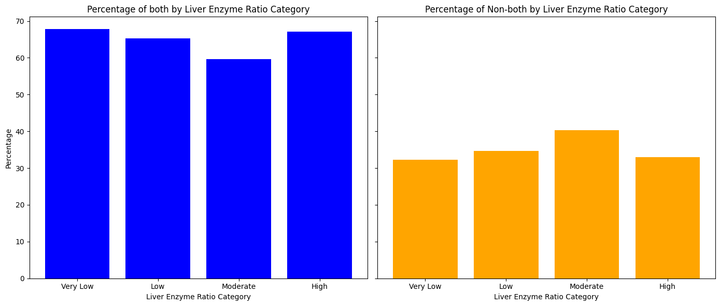 Percentage of both by Liver Enzyme Ratio Category
Percentage of Non-both by Liver Enzyme Ratio Category
70
60
50
40
30
20
10
0
Percentage
Very Low Low Moderate High
Very Low Low Moderate High
Liver Enzyme Ratio Category
Liver Enzyme Ratio Category